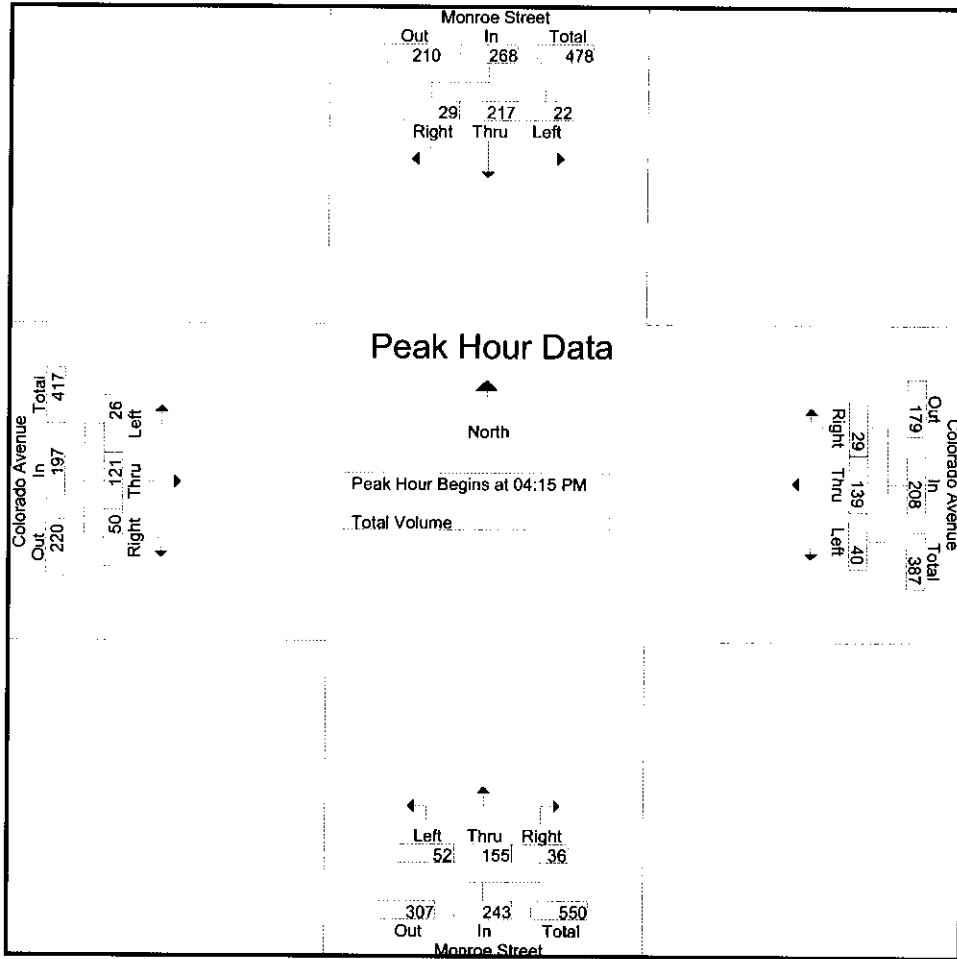 Monroe Street
Out In Total
210 268 478
29 217 22
Right Thru Left
Peak Hour Data
North
Peak Hour Begins at 04:15 PM
Total Volume
Colorado Avenue
Out In Total
220 197 417
26 121 50
Left Thru Right
Colorado Avenue
Out In Total
179 208 387
29 139 40
Right Thru Left
Left Thru Right
52 155 36
307 243 550
Out In Total
Monroe Street